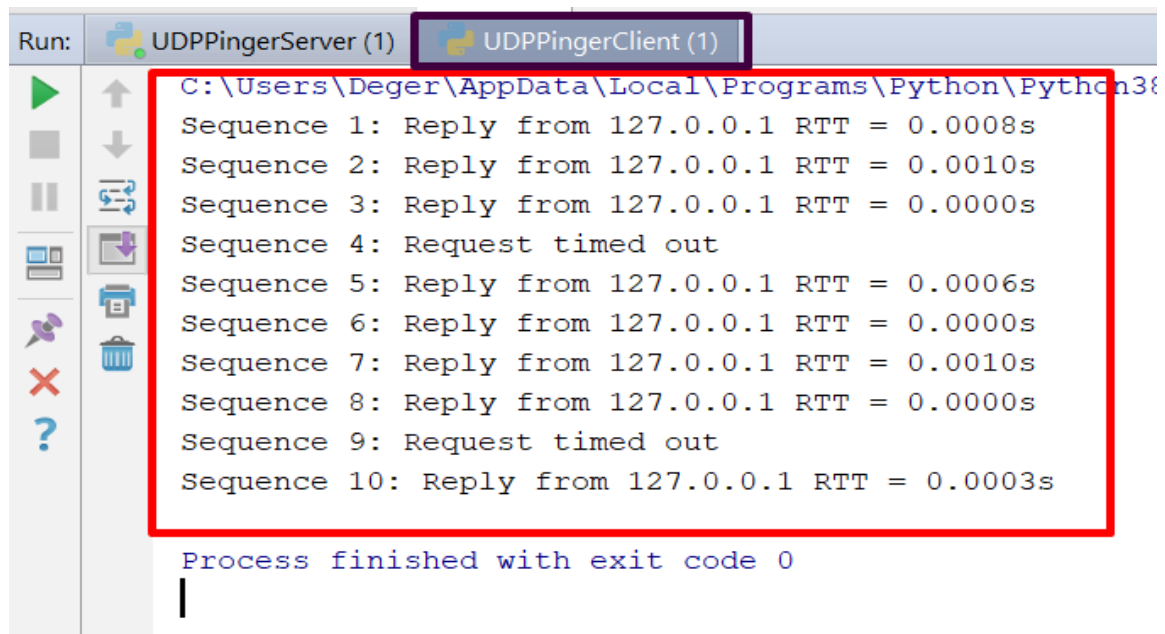 Run: UDPPingerServer (1) UDPPingerClient (1)
C:\Users\Deger\AppData\Local\Programs\Python\Python38
Sequence 1: Reply from 127.0.0.1 RTT = 0.0008s
Sequence 2: Reply from 127.0.0.1 RTT = 0.0010s
Sequence 3: Reply from 127.0.0.1 RTT = 0.0000s
Sequence 4: Request timed out
Sequence 5: Reply from 127.0.0.1 RTT = 0.0006s
Sequence 6: Reply from 127.0.0.1 RTT = 0.0000s
Sequence 7: Reply from 127.0.0.1 RTT = 0.0010s
Sequence 8: Reply from 127.0.0.1 RTT = 0.0000s
Sequence 9: Request timed out
Sequence 10: Reply from 127.0.0.1 RTT = 0.0003s
Process finished with exit code 0